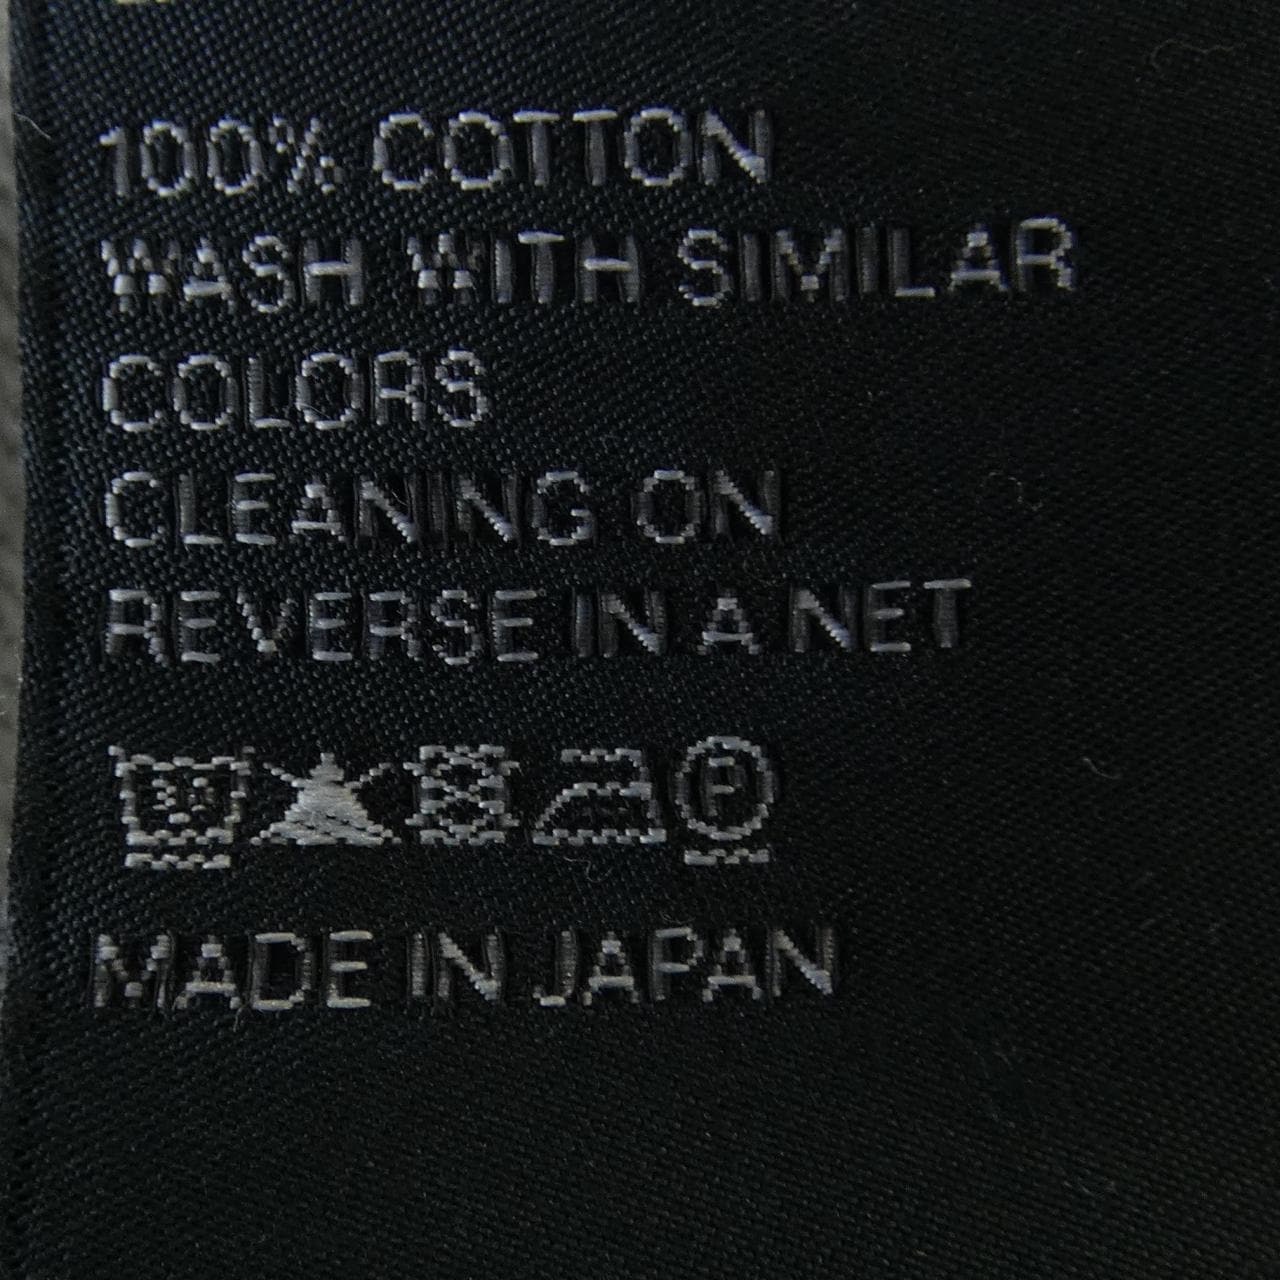 100% COTTON
WASH WITH SIMILAR
COLORS
CLEANING ON
REVERSE IN A NET
F
MADE IN JAPAN